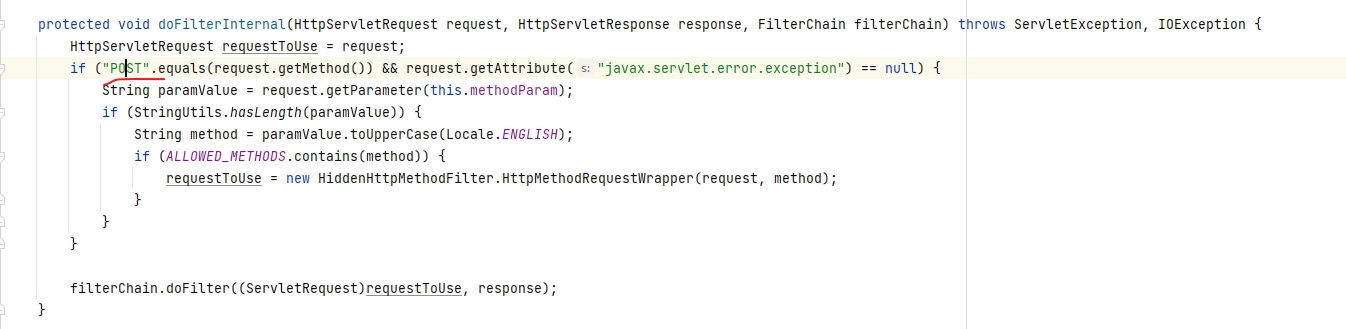 protected void doFilterInternal(HttpServletRequest request, HttpServletResponse response, FilterChain filterChain) throws ServletException, IOException {
HttpServletRequest requestToUse = request;
if ("POST".equals(request.getMethod()) && request.getAttribute( s: "javax.servlet.error.exception") == null) {
String paramValue = request.getParameter(this.methodParam);
if (StringUtils.hasLength(paramValue)) {
String method = paramValue.toUpperCase(Locale.ENGLISH);
if (ALLOWED_METHODS.contains(method)) {
requestToUse = new HiddenHttpMethodFilter.HttpMethodRequestWrapper(request, method);
}
}
}
filterChain.doFilter((ServletRequest)requestToUse, response);
}